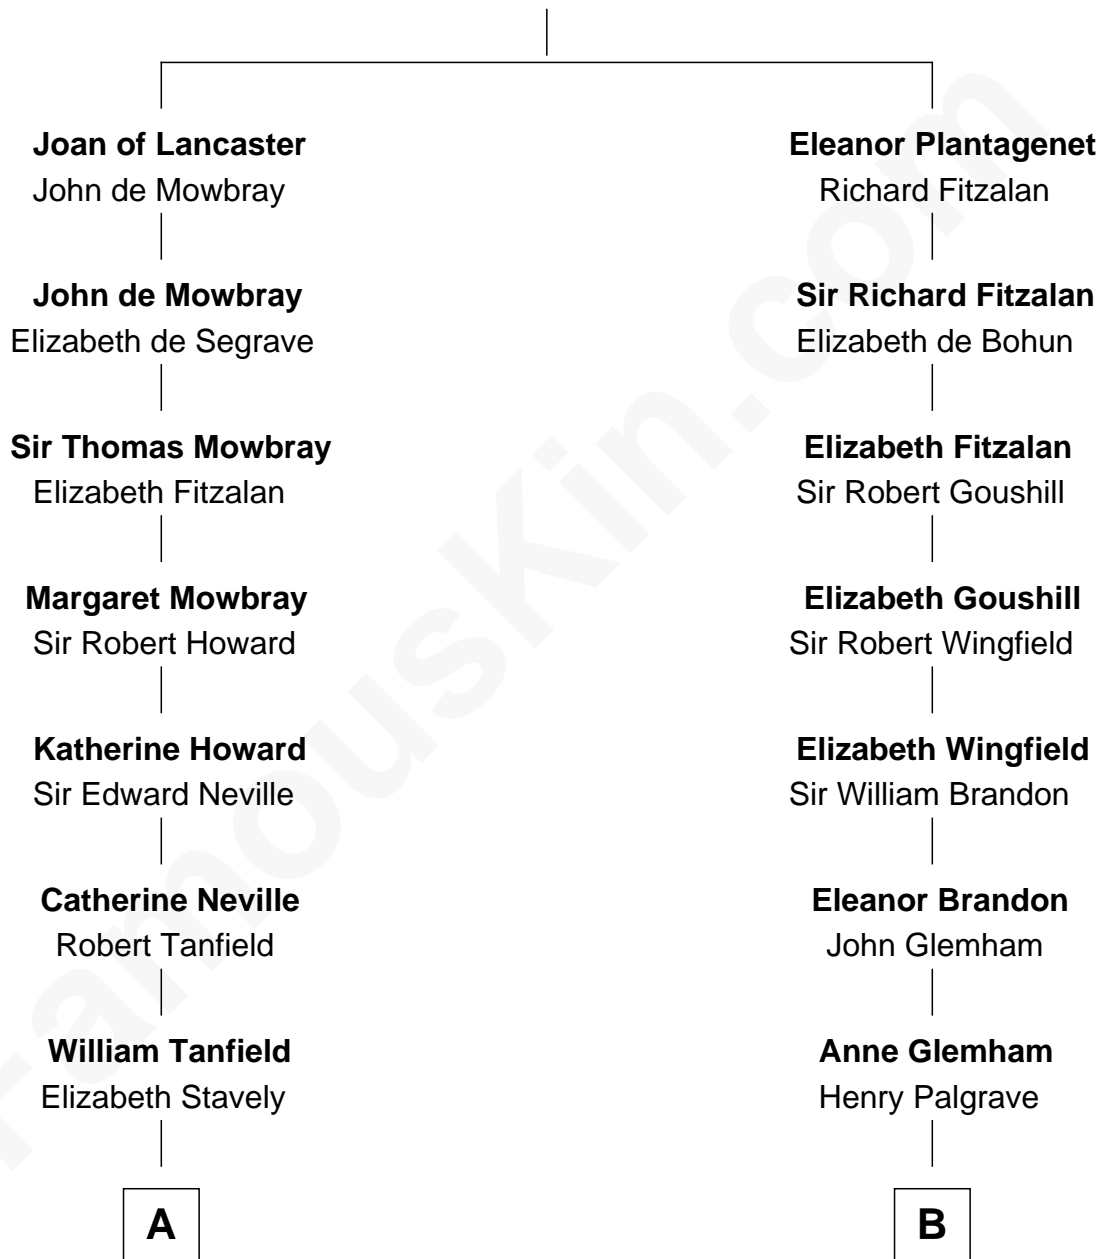 Joan of Lancaster
John de Mowbray
John de Mowbray
Elizabeth de Segrave
Sir Thomas Mowbray
Elizabeth Fitzalan
Margaret Mowbray
Sir Robert Howard
Katherine Howard
Sir Edward Neville
Catherine Neville
Robert Tanfield
William Tanfield
Elizabeth Stavely
A
Eleanor Plantagenet
Richard Fitzalan
Sir Richard Fitzalan
Elizabeth de Bohun
Elizabeth Fitzalan
Sir Robert Goushill
Elizabeth Goushill
Sir Robert Wingfield
Elizabeth Wingfield
Sir William Brandon
Eleanor Brandon
John Glemham
Anne Glemham
Henry Palgrave
B
FamousKin.com